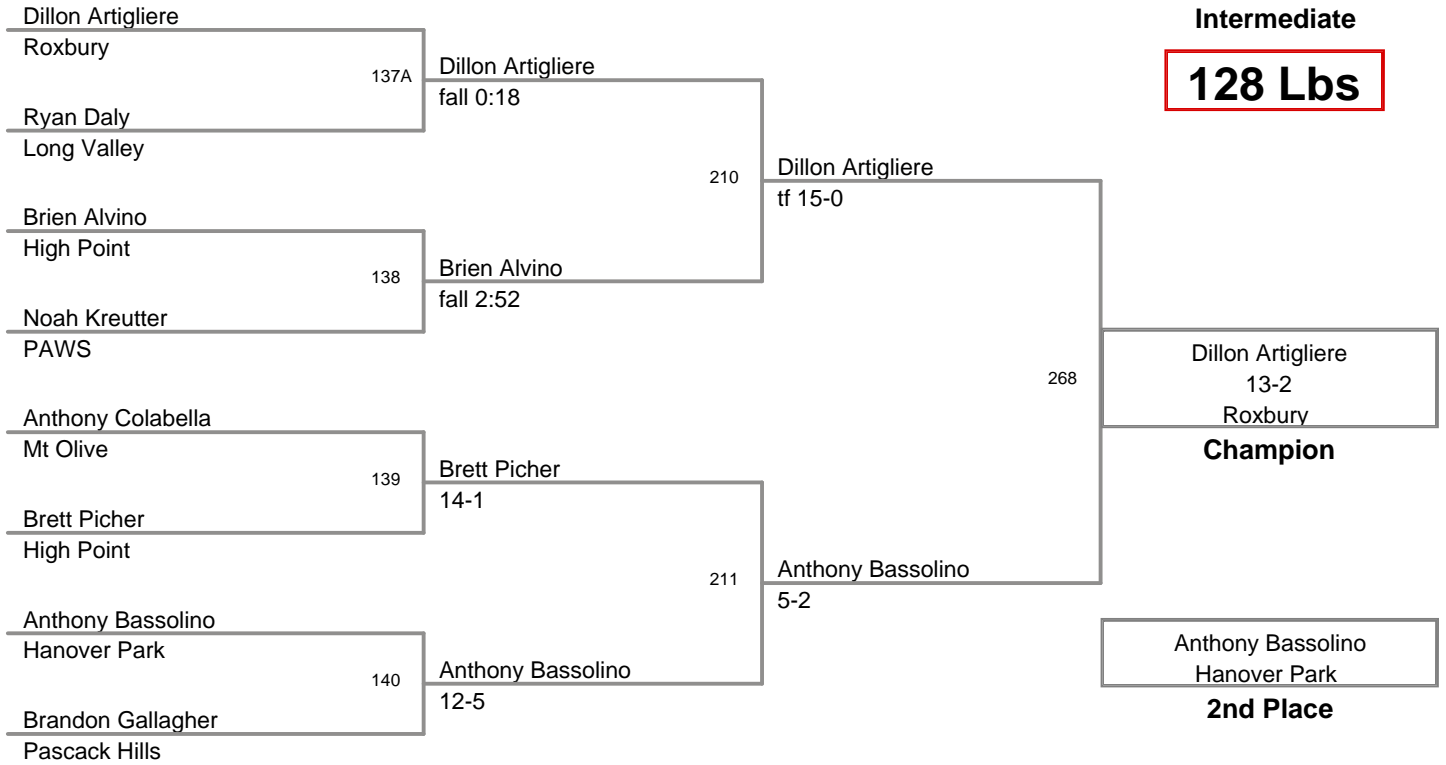 Intermediate
128 Lbs
Dillon Artigliere
Roxbury
137A
Ryan Daly
Long Valley
Dillon Artigliere
fall 0:18
Brien Alvino
High Point
138
Noah Kreutter
PAWS
Brien Alvino
fall 2:52
210
Dillon Artigliere
tf 15-0
Anthony Colabella
Mt Olive
139
Brett Picher
High Point
Brett Picher
14-1
Anthony Bassolino
Hanover Park
140
Brandon Gallagher
Pascack Hills
Anthony Bassolino
12-5
211
Anthony Bassolino
5-2
268
Dillon Artigliere
13-2
Roxbury
Champion
Anthony Bassolino
Hanover Park
2nd Place